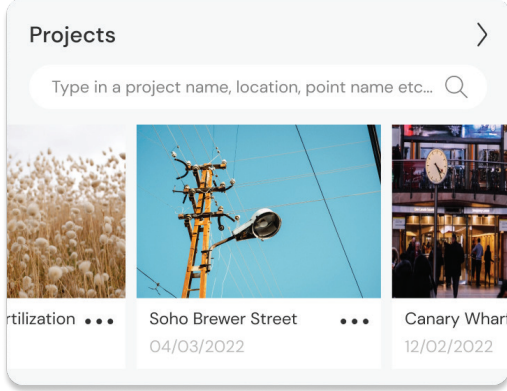 Projects
Type in a project name, location, point name etc...
rtilization
Soho Brewer Street
04/03/2022
Canary Wharf
12/02/2022